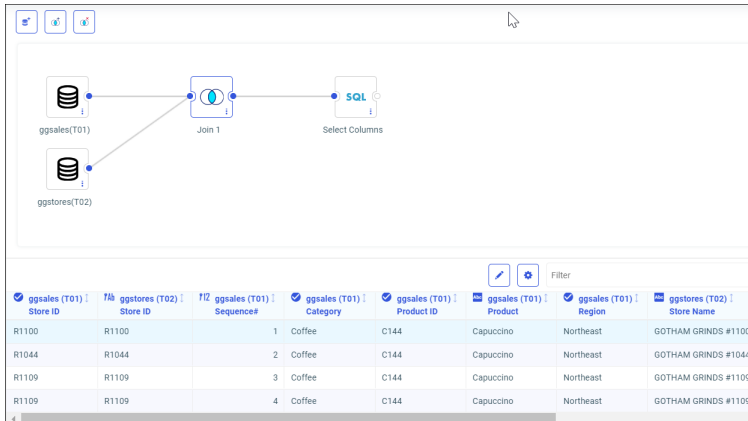 SQL
ggsales(T01)
Join 1
Select Columns
ggstores(T02)
Filter
ggsales (T01)
Store ID
ggstores (T02)
Store ID
ggsales (T01)
Sequence#
ggsales (T01)
Category
ggsales (T01)
Product ID
Abc ggsales (T01)
Product
ggsales (T01)
Region
Abc ggstores (T02)
Store Name
R1100 R1100 1 Coffee C144 Capuccino Northeast GOTHAM GRINDS #1100
R1044 R1044 2 Coffee C144 Capuccino Northeast GOTHAM GRINDS #1044
R1109 R1109 3 Coffee C144 Capuccino Northeast GOTHAM GRINDS #1109
R1109 R1109 4 Coffee C144 Capuccino Northeast GOTHAM GRINDS #1109